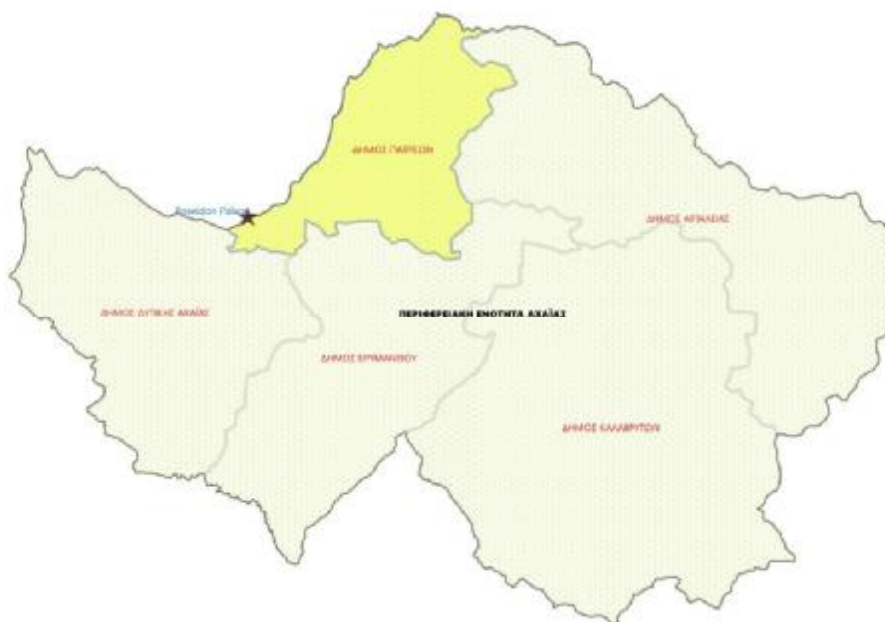 ΔΗΜΟΣ ΠΑΤΡΕΩΝ
Poseidon Palace
ΔΗΜΟΣ ΑΙΓΙΑΛΕΙΑΣ
ΔΗΜΟΣ ΔΥΤΙΚΗΣ ΑΧΑΪΑΣ
ΠΕΡΙΦΕΡΕΙΑΚΗ ΕΝΟΤΗΤΑ ΑΧΑΪΑΣ
ΔΗΜΟΣ ΕΡΥΜΑΝΘΟΥ
ΔΗΜΟΣ ΚΑΛΑΒΡΥΤΩΝ